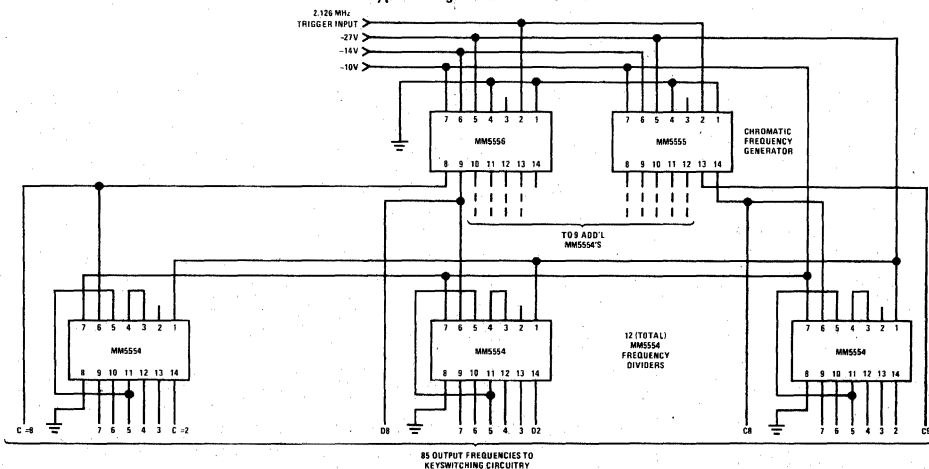 2.126 MHz
TRIGGER INPUT
-27V
-14V
-10V
7 6 5 4 3 2 1
7 6 5 4 3 2 1
MM5556
MM5555
CHROMATIC
FREQUENCY
GENERATOR
8 9 10 11 12 13 14
8 9 10 11 12 13 14
TO 9 ADD'L
MM5554'S
7 6 5 4 3 2 1
7 6 5 4 3 2 1
7 6 5 4 3 2 1
MM5554
MM5554
12 (TOTAL)
MM5554
FREQUENCY
DIVIDERS
MM5554
8 9 10 11 12 13 14
8 9 10 11 12 13 14
8 9 10 11 12 13 14
C =8 7 6 5 4 3 C =2
D8 7 6 5 4 3 D2
C8 7 6 5 4 3 2 C9
85 OUTPUT FREQUENCIES TO
KEYSWITCHING CIRCUITRY